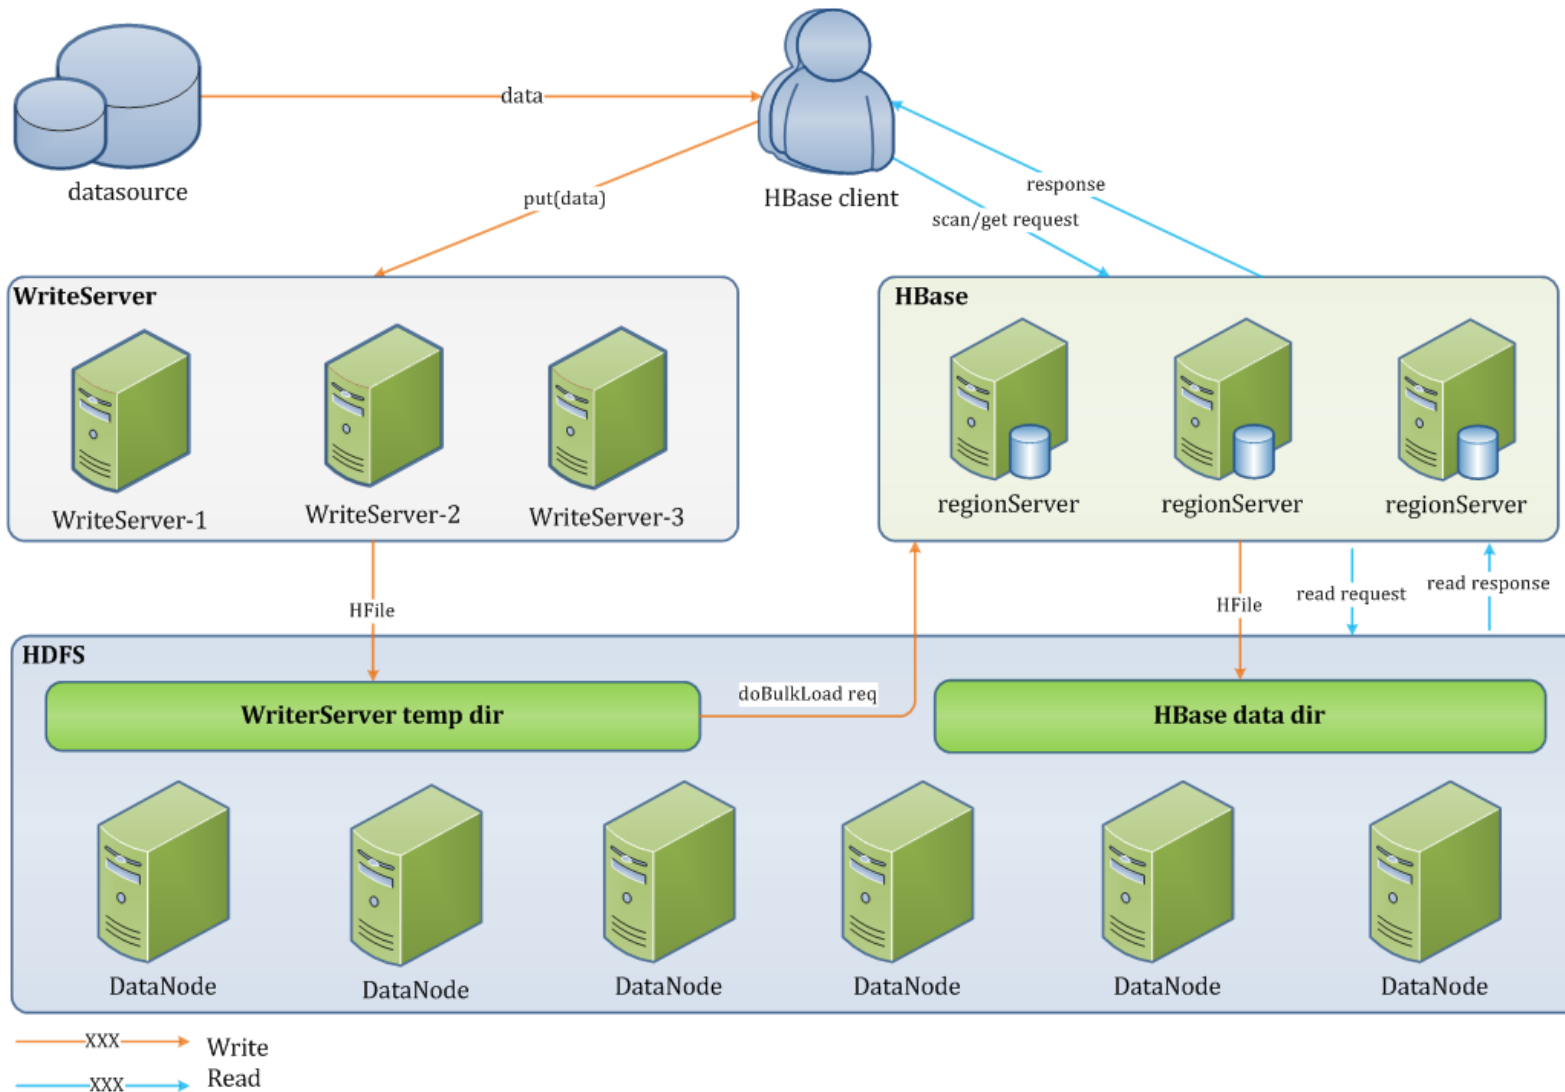 data
datasource
HBase client
put(data)
response
scan/get request
WriteServer
HBase
WriteServer-1
WriteServer-2
WriteServer-3
regionServer
regionServer
regionServer
HFile
HFile
read request
read response
HDFS
WriterServer temp dir
doBulkLoad req
HBase data dir
DataNode
DataNode
DataNode
DataNode
DataNode
DataNode
XXX Write
XXX Read